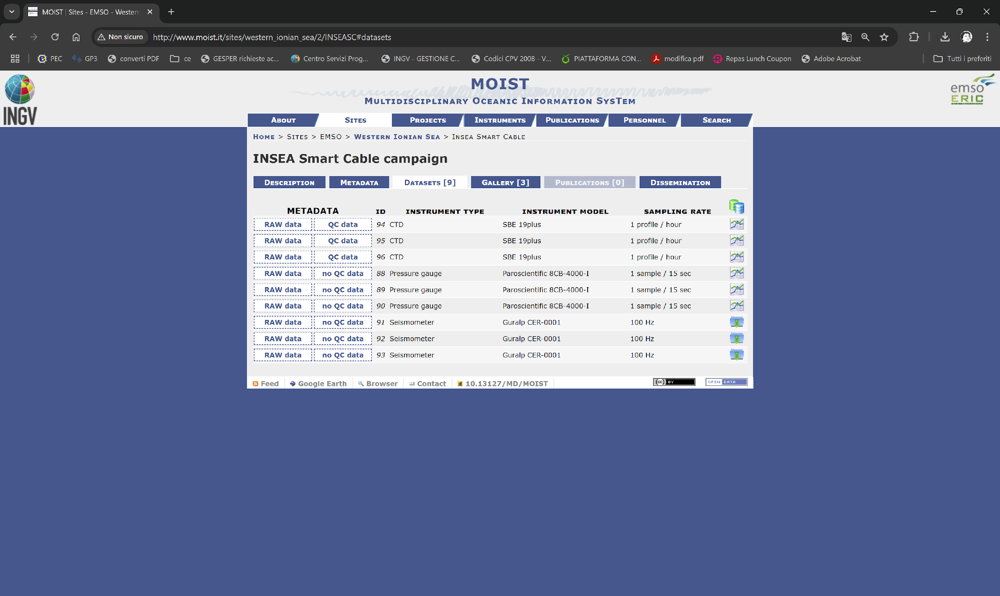 MOIST | Sites - EMSO - Western
Non sicuro http://www.moist.it/sites/western_ionian_sea/2/INSEASC#datasets
PEC GP3 converti PDF ce GESPER richieste ac... Centro Servizi Prog... INGV - GESTIONE C... Codici CPV 2008 - V... PIATTAFORMA CON... modifica pdf Repas Lunch Coupon Adobe Acrobat Tutti i preferiti
INGV
MOIST
Multidisciplinary Oceanic Information SysTem
emso
ERIC
About Sites Projects Instruments Publications Personnel Search
Home > Sites > EMSO > Western Ionian Sea > Insea Smart Cable
INSEA Smart Cable campaign
Description Metadata Datasets [9] Gallery [3] Publications [0] Dissemination
METADATA ID INSTRUMENT TYPE INSTRUMENT MODEL SAMPLING RATE
RAW data QC data 94 CTD SBE 19plus 1 profile / hour
RAW data QC data 95 CTD SBE 19plus 1 profile / hour
RAW data QC data 96 CTD SBE 19plus 1 profile / hour
RAW data no QC data 88 Pressure gauge Paroscientific 8CB-4000-I 1 sample / 15 sec
RAW data no QC data 89 Pressure gauge Paroscientific 8CB-4000-I 1 sample / 15 sec
RAW data no QC data 90 Pressure gauge Paroscientific 8CB-4000-I 1 sample / 15 sec
RAW data no QC data 91 Seismometer Guralp CER-0001 100 Hz
RAW data no QC data 92 Seismometer Guralp CER-0001 100 Hz
RAW data no QC data 93 Seismometer Guralp CER-0001 100 Hz
Feed Google Earth Browser Contact 10.13127/MD/MOIST (cc) BY OPEN DATA